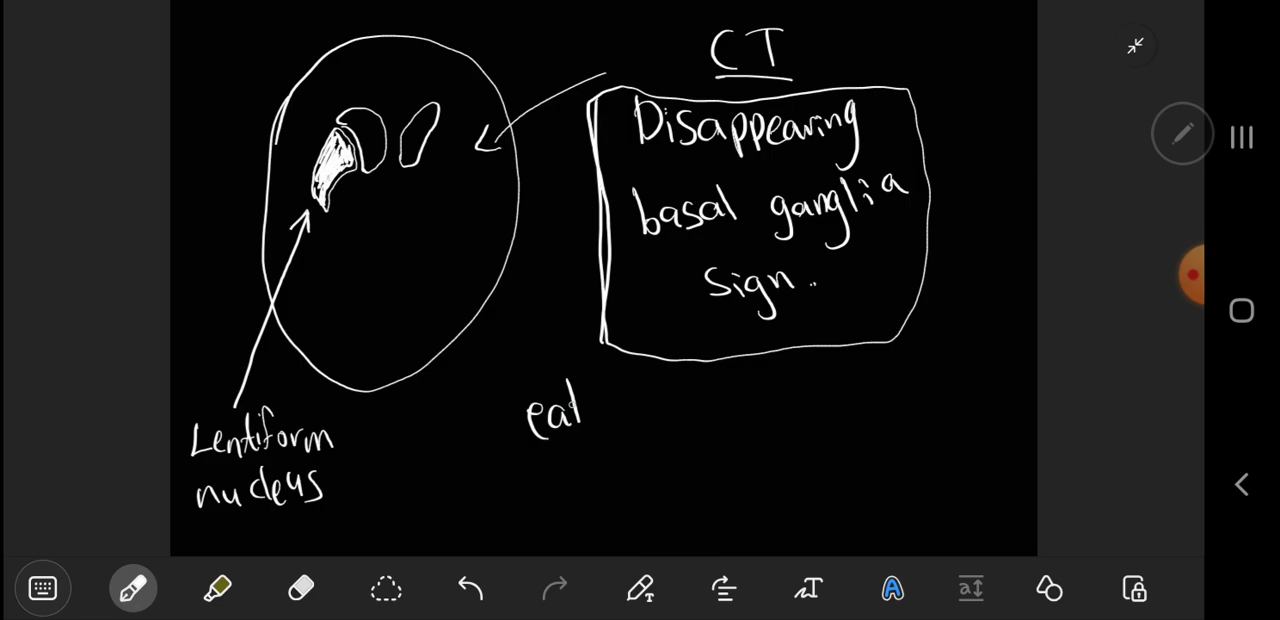 CT
Disappearing
basal ganglia
sign..
Lentiform
nucleus
eal